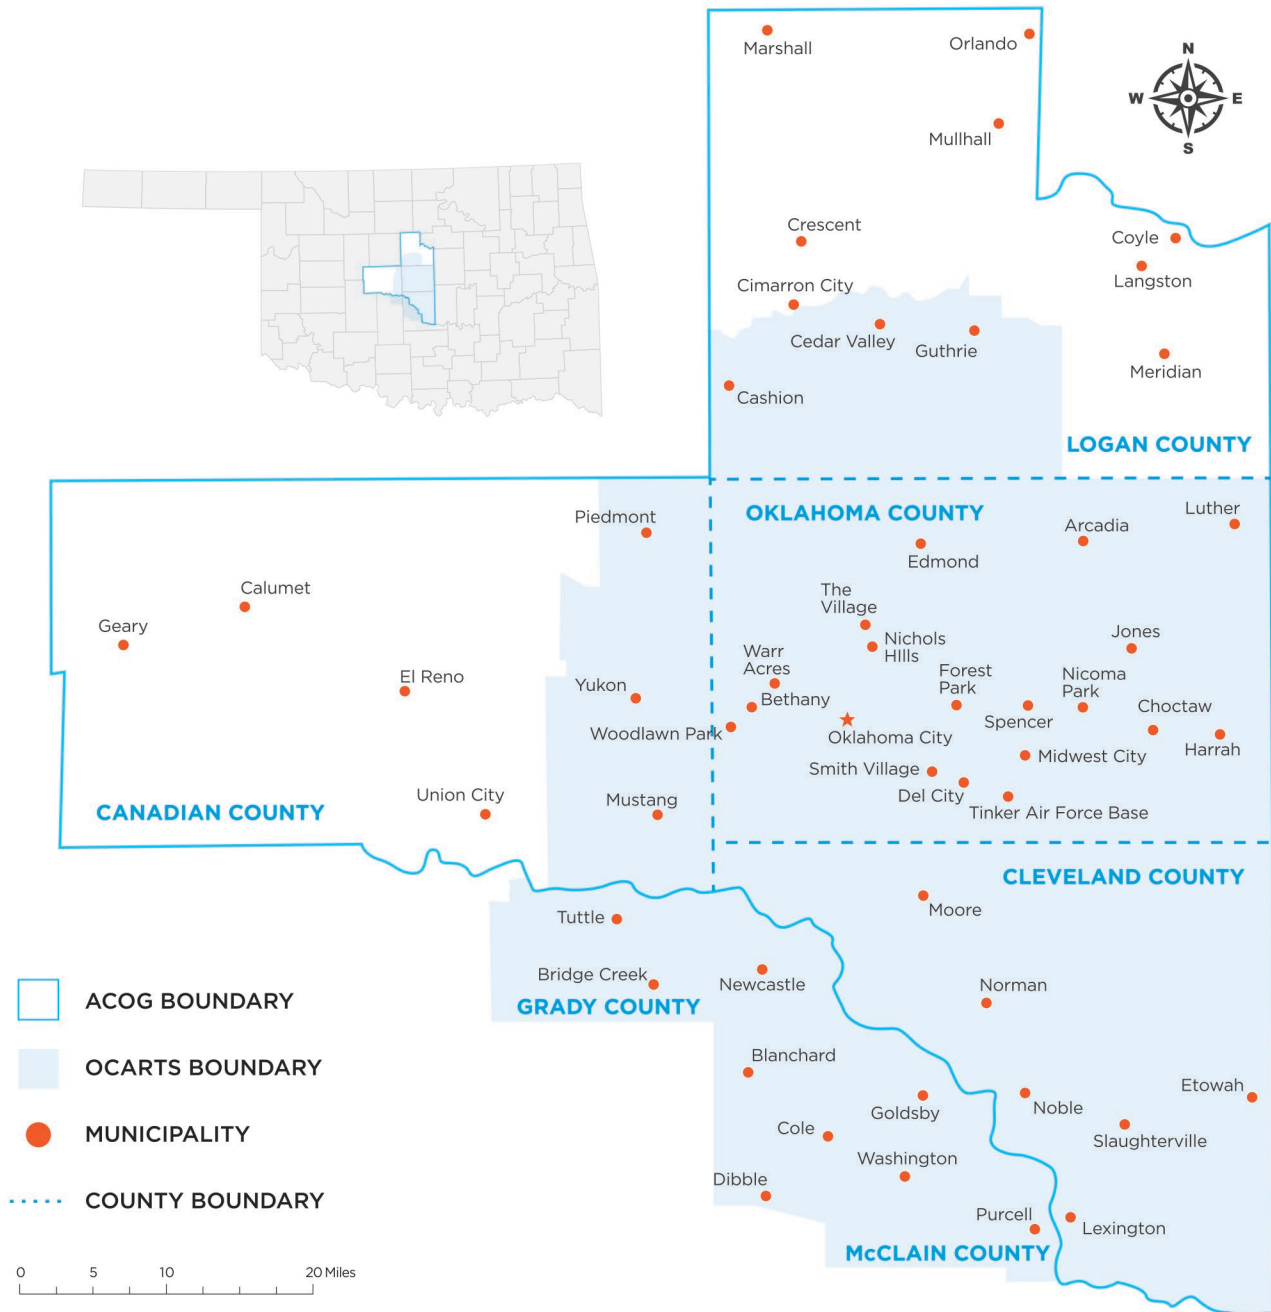 Marshall
Orlando
N
W
E
S
Mullhall
Crescent
Coyle
Langston
Cimarron City
Cedar Valley
Guthrie
Meridian
Cashion
LOGAN COUNTY
OKLAHOMA COUNTY
Piedmont
Luther
Arcadia
Edmond
Calumet
The
Village
Geary
Jones
Nichols
HIlls
Warr
Acres
El Reno
Yukon
Forest
Park
Nicoma
Park
Bethany
Choctaw
Spencer
Woodlawn Park
Oklahoma City
Harrah
Midwest City
Smith Village
Union City
Mustang
Del City
CANADIAN COUNTY
Tinker Air Force Base
CLEVELAND COUNTY
Moore
Tuttle
Bridge Creek
Newcastle
Norman
GRADY COUNTY
Blanchard
Etowah
Goldsby
Noble
Cole
Slaughterville
Washington
Dibble
Purcell
Lexington
McCLAIN COUNTY
ACOG BOUNDARY
OCARTS BOUNDARY
MUNICIPALITY
COUNTY BOUNDARY
0 5 10 20 Miles